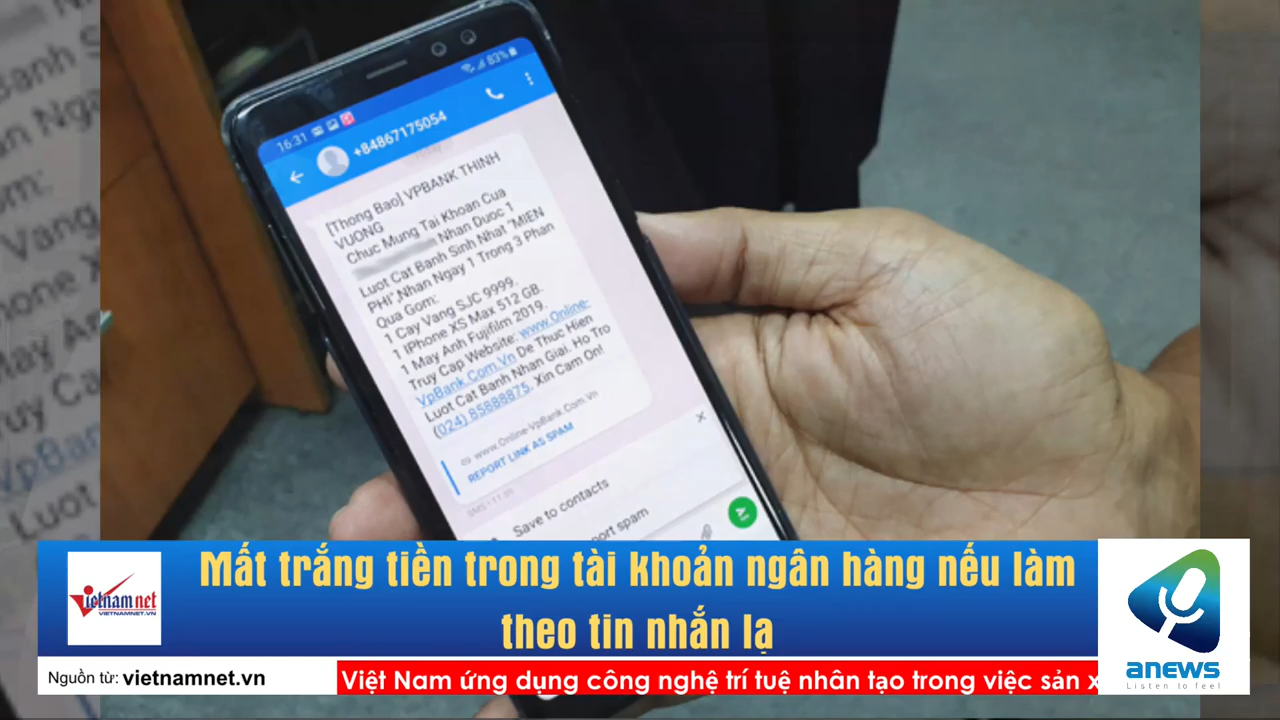 16:31
83%
+84867175054
[Thong Bao] VPBANK THINH
VUONG
Chuc Mung Tai Khoan Cua
Nhan Duoc 1
Luot Cat Banh Sinh Nhat "MIEN
PHI",Nhan Ngay 1 Trong 3 Phan
Qua Gom:
1 Cay Vang SJC 9999.
1 IPhone XS Max 512 GB.
1 May Anh Fujifilm 2019.
Truy Cap Website: www.Online-
VpBank.Com.Vn De Thuc Hien
Luot Cat Banh Nhan Giai. Ho Tro
(024) 85888875. Xin Cam On!
www.Online-VpBank.Com.Vn
REPORT LINK AS SPAM
Save to contacts
port spam
Mất trắng tiền trong tài khoản ngân hàng nếu làm
theo tin nhắn lạ
Vietnamnet
VIETNAMNET.VN
Nguồn từ: vietnamnet.vn
Việt Nam ứng dụng công nghệ trí tuệ nhân tạo trong việc sản x
anews
Listen to feel